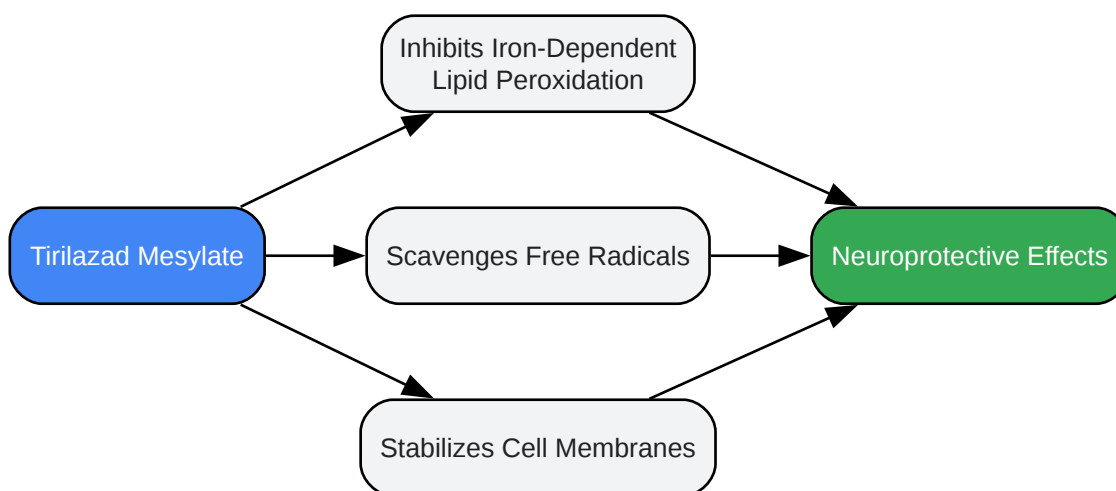 Inhibits Iron-Dependent
Lipid Peroxidation
Tirilazad Mesylate
Scavenges Free Radicals
Neuroprotective Effects
Stabilizes Cell Membranes